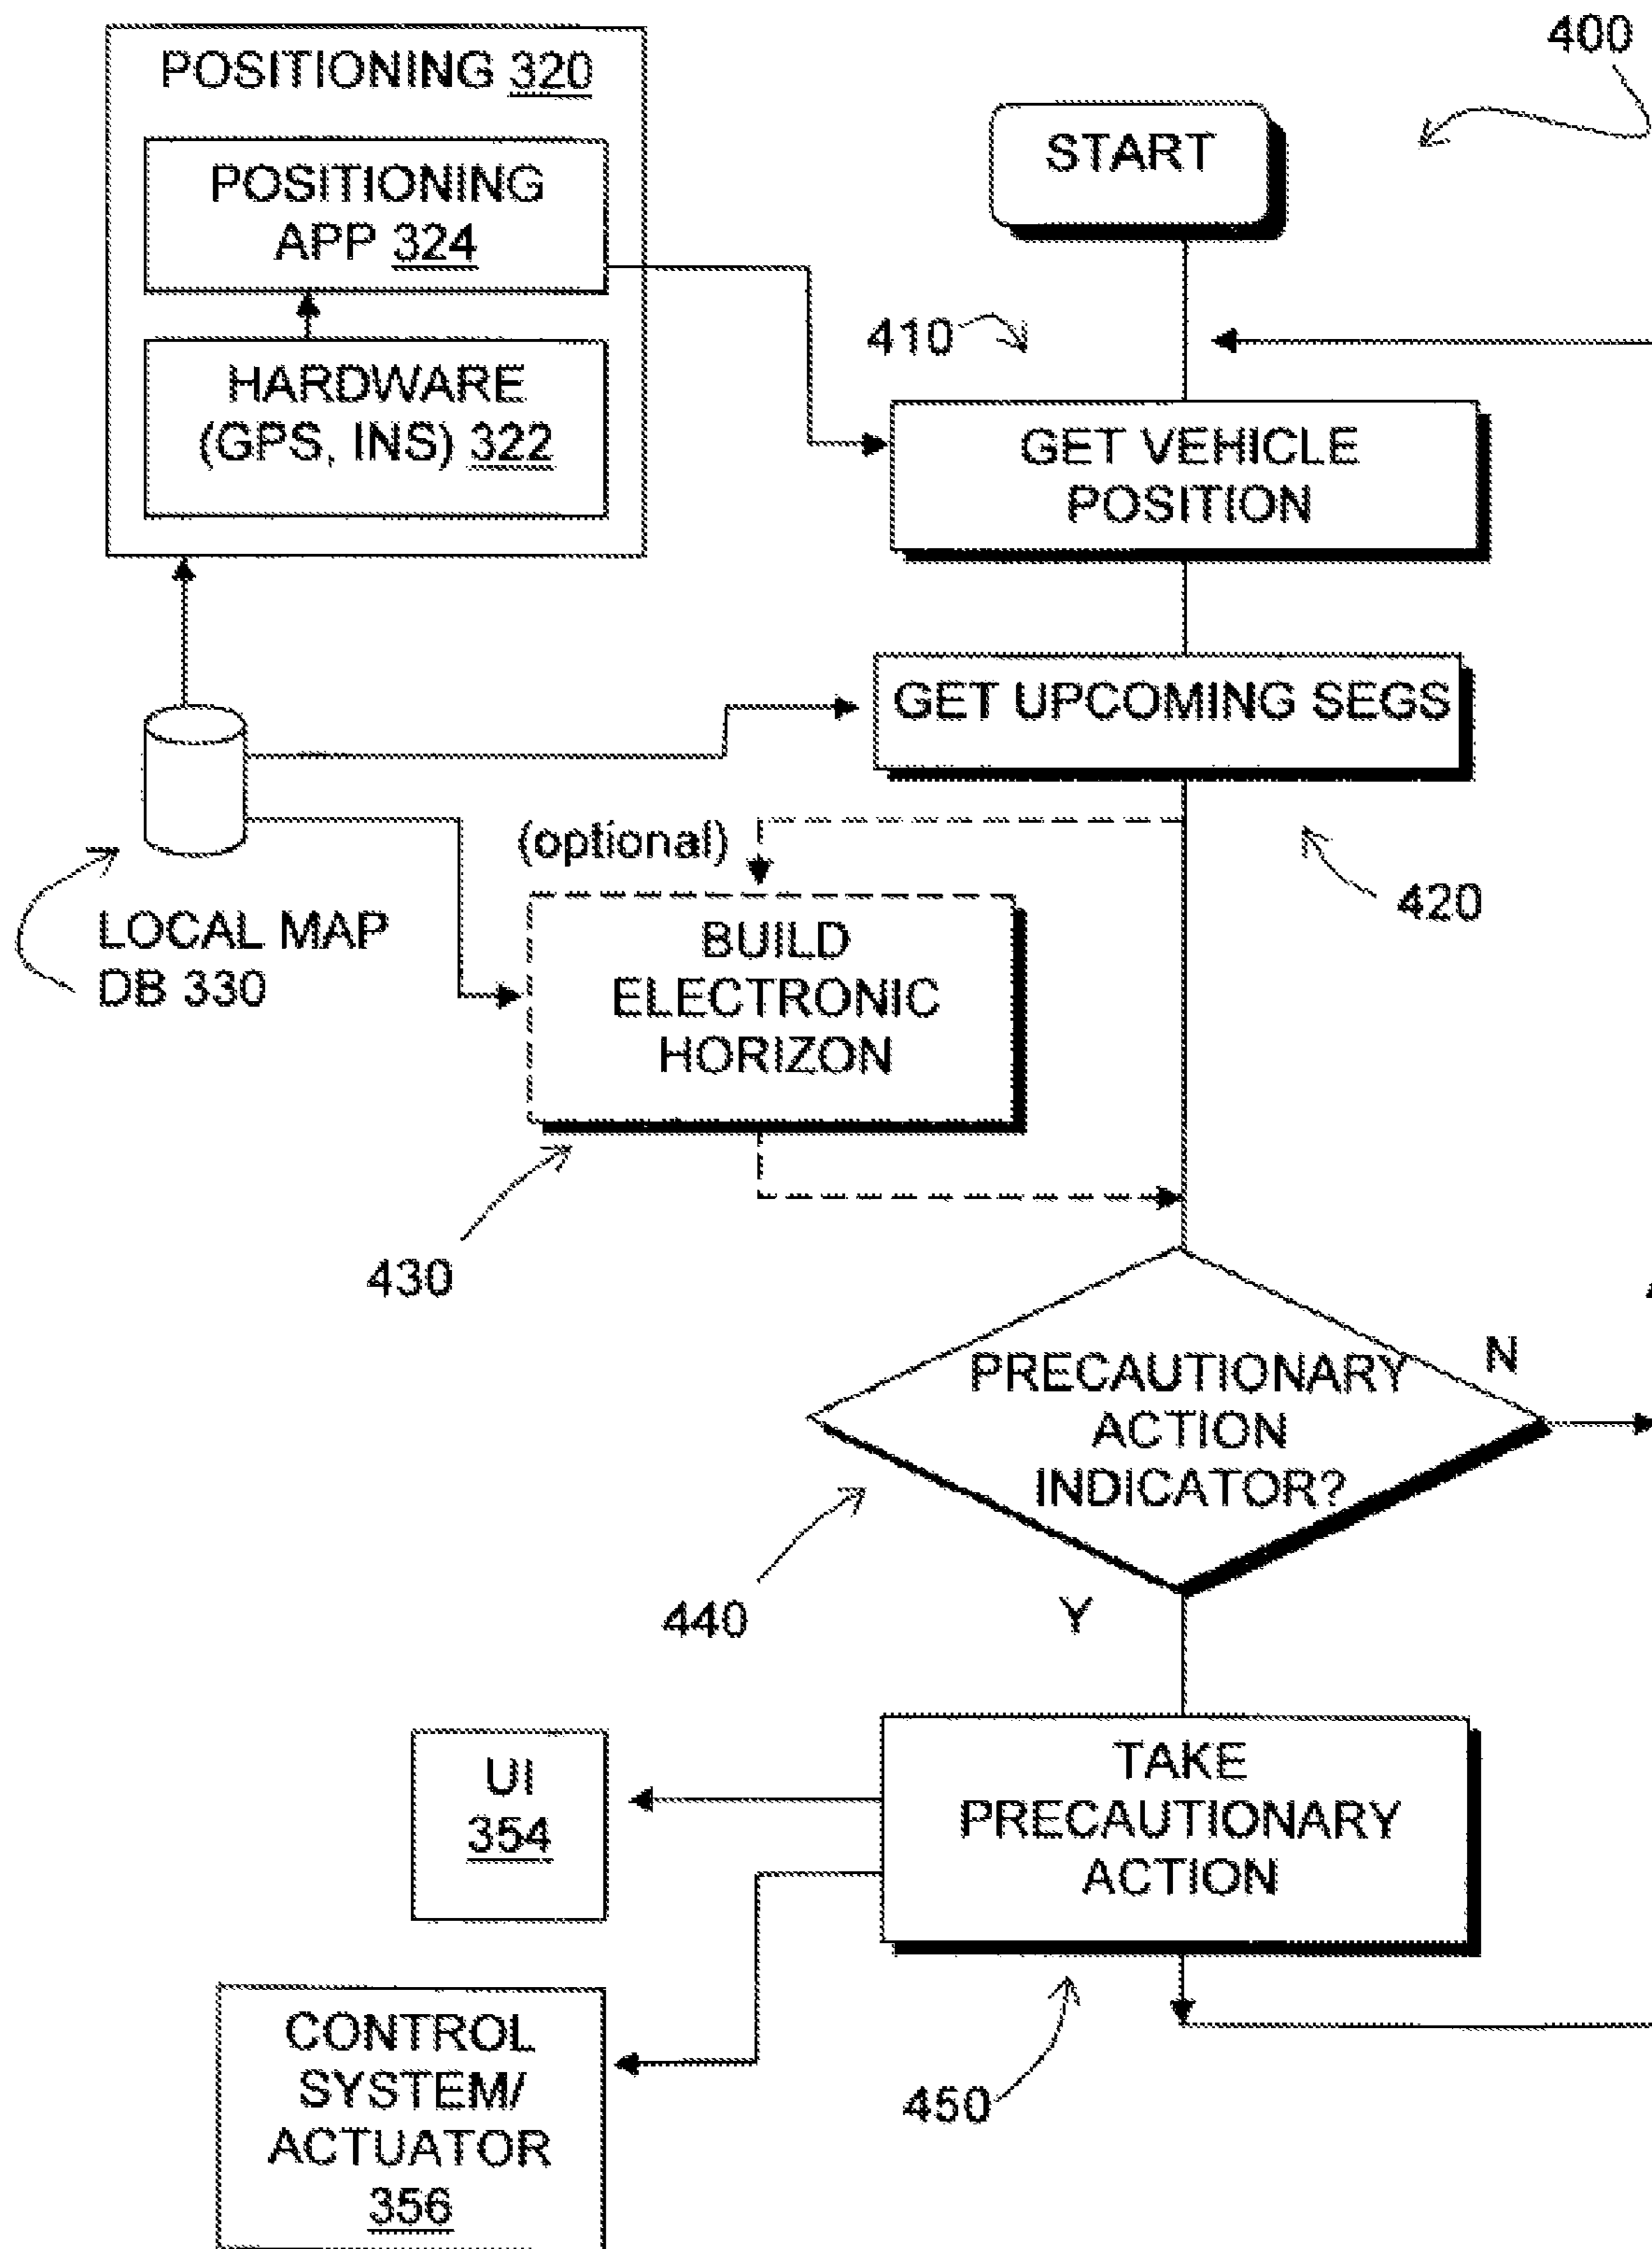 400
POSITIONING 320
POSITIONING
APP 324
HARDWARE
(GPS, INS) 322
START
410
GET VEHICLE
POSITION
GET UPCOMING SEGS
420
(optional)
LOCAL MAP
DB 330
BUILD
ELECTRONIC
HORIZON
430
PRECAUTIONARY
ACTION
INDICATOR?
N
440
Y
TAKE
PRECAUTIONARY
ACTION
450
UI
354
CONTROL
SYSTEM/
ACTUATOR
356